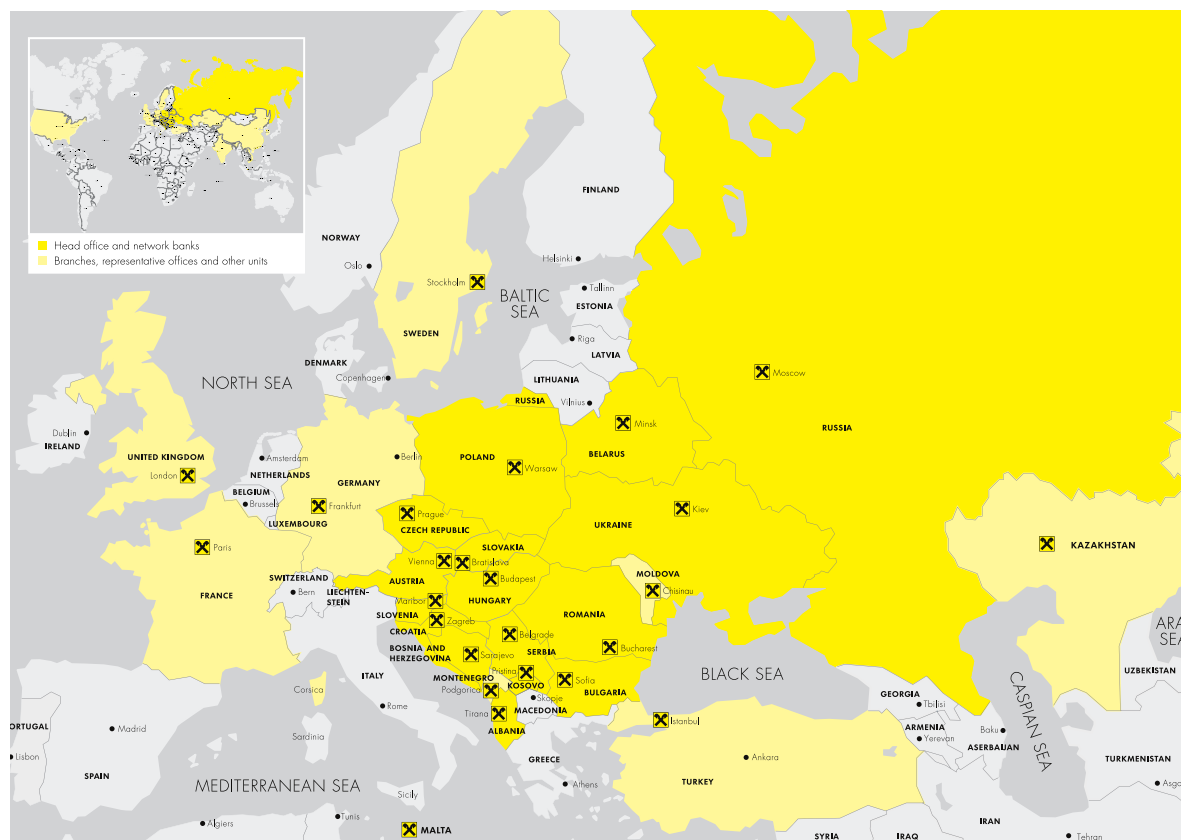 Head office and network banks
Branches, representative offices and other units
FINLAND
NORWAY
Oslo
Helsinki
Stockholm
Tallinn
BALTIC
SEA
ESTONIA
SWEDEN
Riga
LATVIA
DENMARK
Copenhagen
NORTH SEA
LITHUANIA
Vilnius
RUSSIA
Moscow
Minsk
RUSSIA
Dublin
IRELAND
UNITED KINGDOM
London
Amsterdam
NETHERLANDS
Berlin
POLAND
Warsaw
BELARUS
BELGIUM
Brussels
GERMANY
LUXEMBOURG
Frankfurt
Prague
CZECH REPUBLIC
UKRAINE
Kiev
Paris
SLOVAKIA
KAZAKHSTAN
Vienna
Bratislava
SWITZERLAND
Bern
LIECHTEN-
STEIN
AUSTRIA
Budapest
MOLDOVA
Chisinau
FRANCE
Maribor
HUNGARY
SLOVENIA
Zagreb
ROMANIA
CROATIA
Belgrade
BOSNIA AND
HERZEGOVINA
Sarajevo
SERBIA
Bucharest
ARA
SEA
ITALY
MONTENEGRO
Pristina
KOSOVO
Sofia
BULGARIA
BLACK SEA
UZBEKISTAN
CASPIAN SEA
Corsica
Podgorica
Skopje
MACEDONIA
GEORGIA
Tbilisi
Rome
Tirana
ALBANIA
Istanbul
ARMENIA
Yerevan
Baku
ASERBAIJAN
ORTUGAL
Lisbon
Madrid
SPAIN
Sardinia
GREECE
Athens
Ankara
TURKEY
TURKMENISTAN
Asga
MEDITERRANEAN SEA
Sicily
Algiers
Tunis
MALTA
SYRIA
IRAQ
IRAN
Tehran